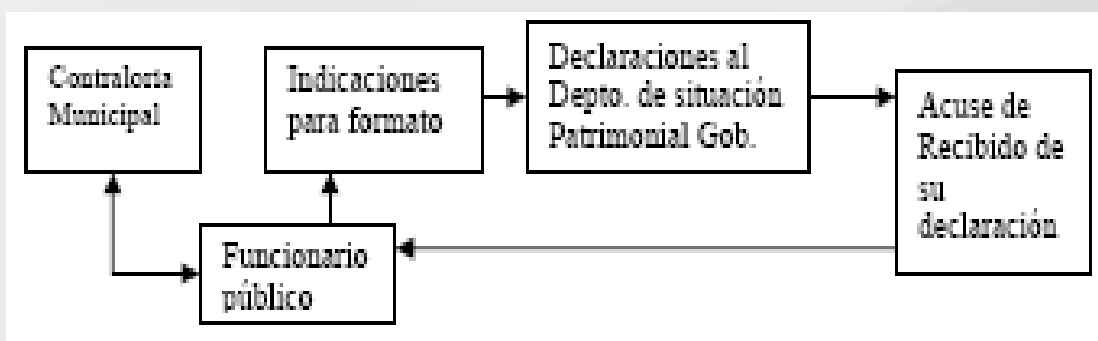 Contraloría
Municipal
Indicaciones
para formato
Declaraciones al
Depto. de situación
Patrimonial Gob.
Acuse de
Recibido de
su
declaración
Funcionario
público